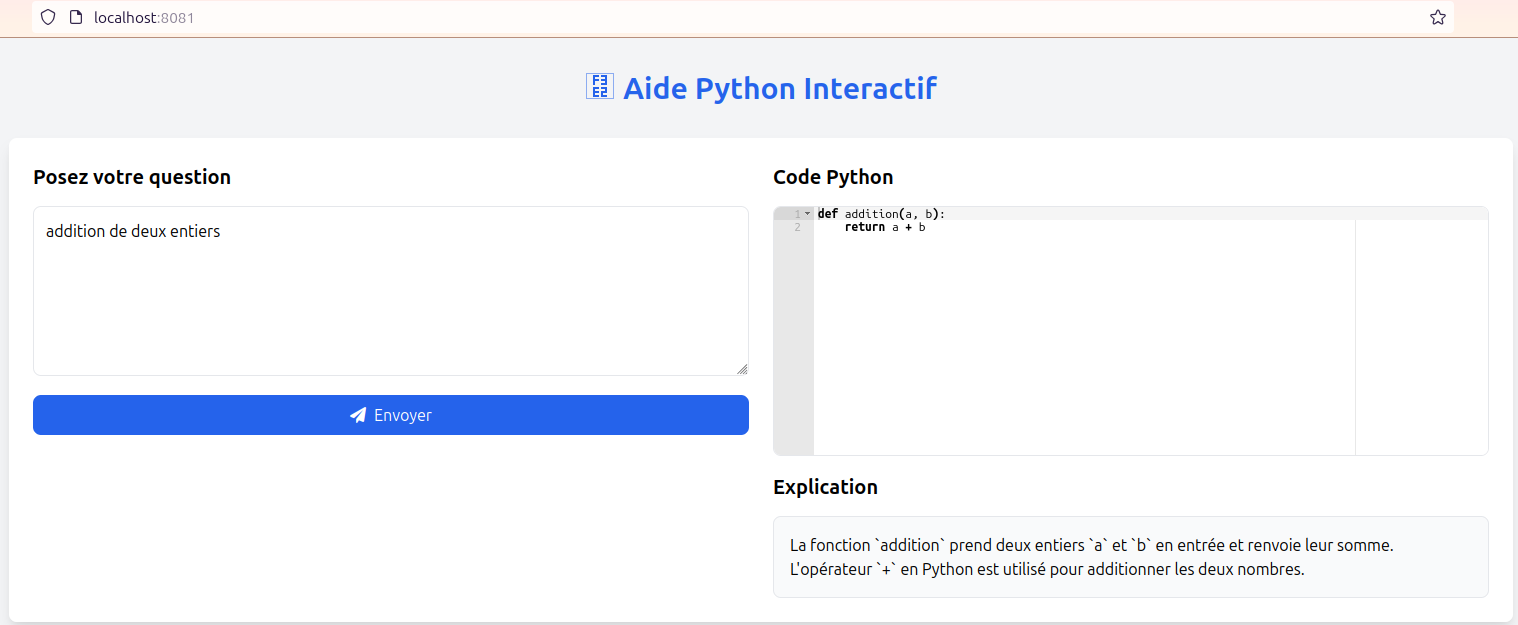 localhost:8081
Aide Python Interactif
Posez votre question
addition de deux entiers
Envoyer
Code Python
1 def addition(a, b):
2     return a + b
Explication
La fonction `addition` prend deux entiers `a` et `b` en entrée et renvoie leur somme.
L'opérateur `+` en Python est utilisé pour additionner les deux nombres.